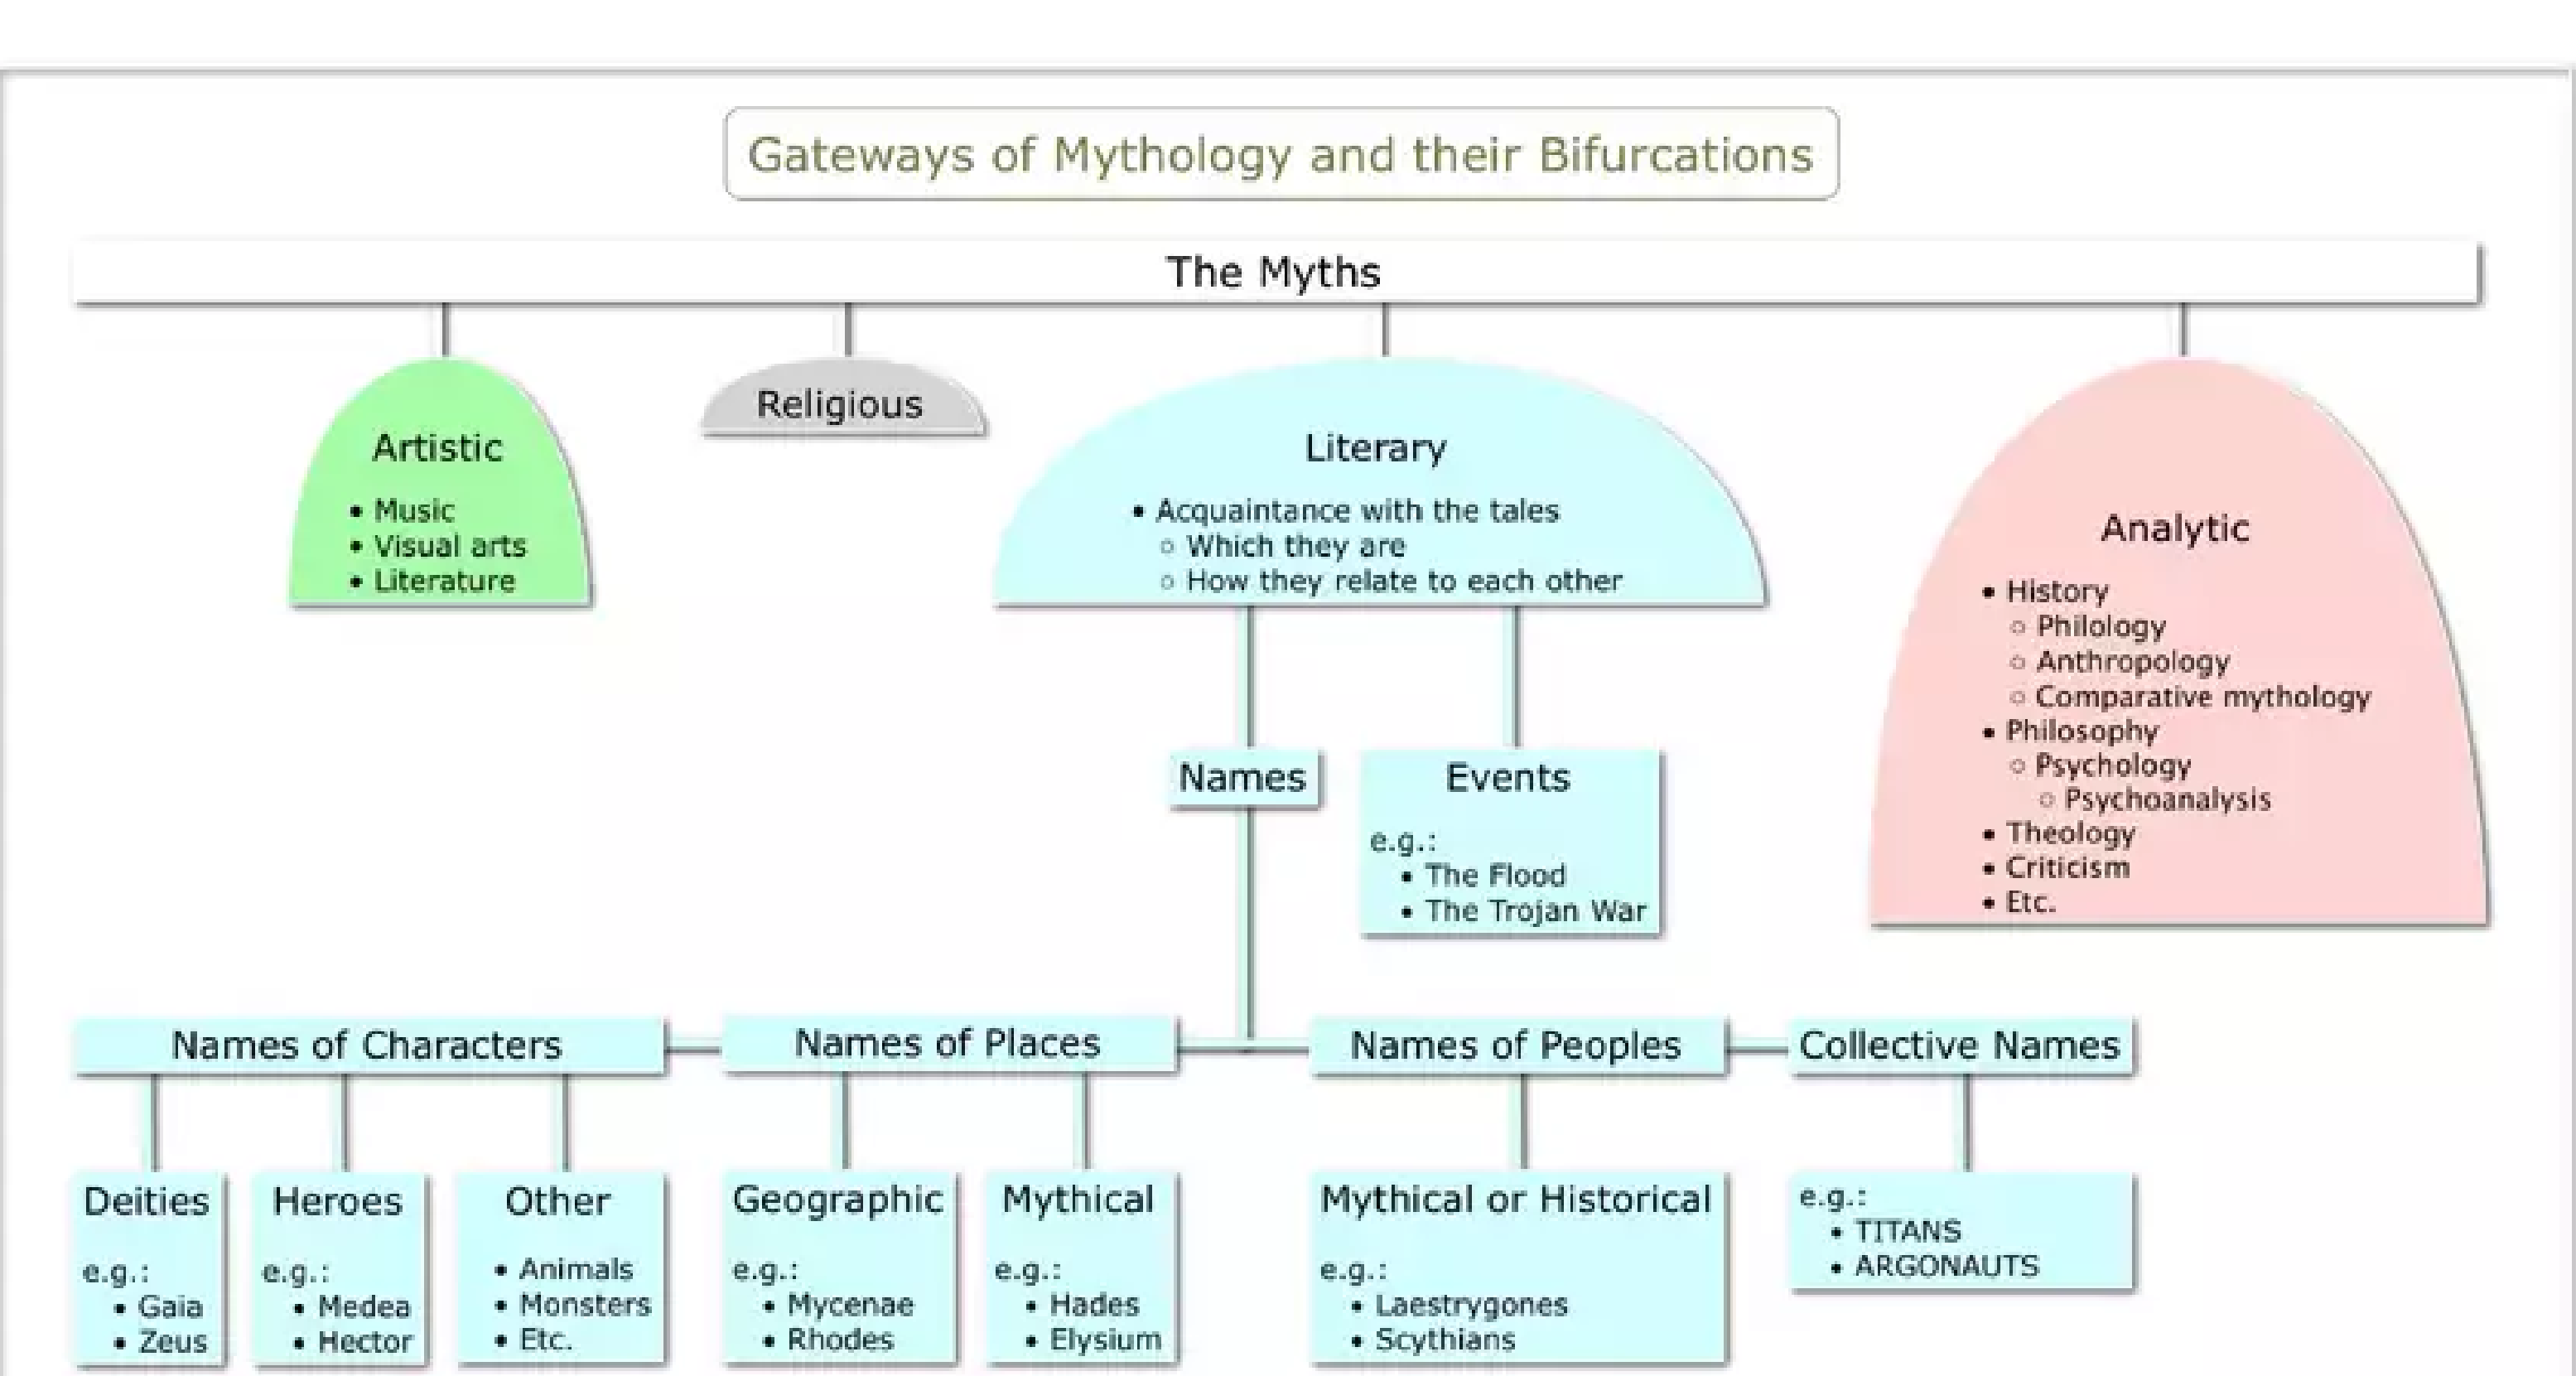 Gateways of Mythology and their Bifurcations
The Myths
Artistic
• Music
• Visual arts
• Literature
Religious
Literary
• Acquaintance with the tales
○ Which they are
○ How they relate to each other
Analytic
• History
○ Philology
○ Anthropology
○ Comparative mythology
• Philosophy
○ Psychology
○ Psychoanalysis
• Theology
• Criticism
• Etc.
Names
Events
e.g.:
• The Flood
• The Trojan War
Names of Characters
Names of Places
Names of Peoples
Collective Names
Deities
e.g.:
• Gaia
• Zeus
Heroes
e.g.:
• Medea
• Hector
Other
• Animals
• Monsters
• Etc.
Geographic
e.g.:
• Mycenae
• Rhodes
Mythical
e.g.:
• Hades
• Elysium
Mythical or Historical
e.g.:
• Laestrygones
• Scythians
e.g.:
• TITANS
• ARGONAUTS